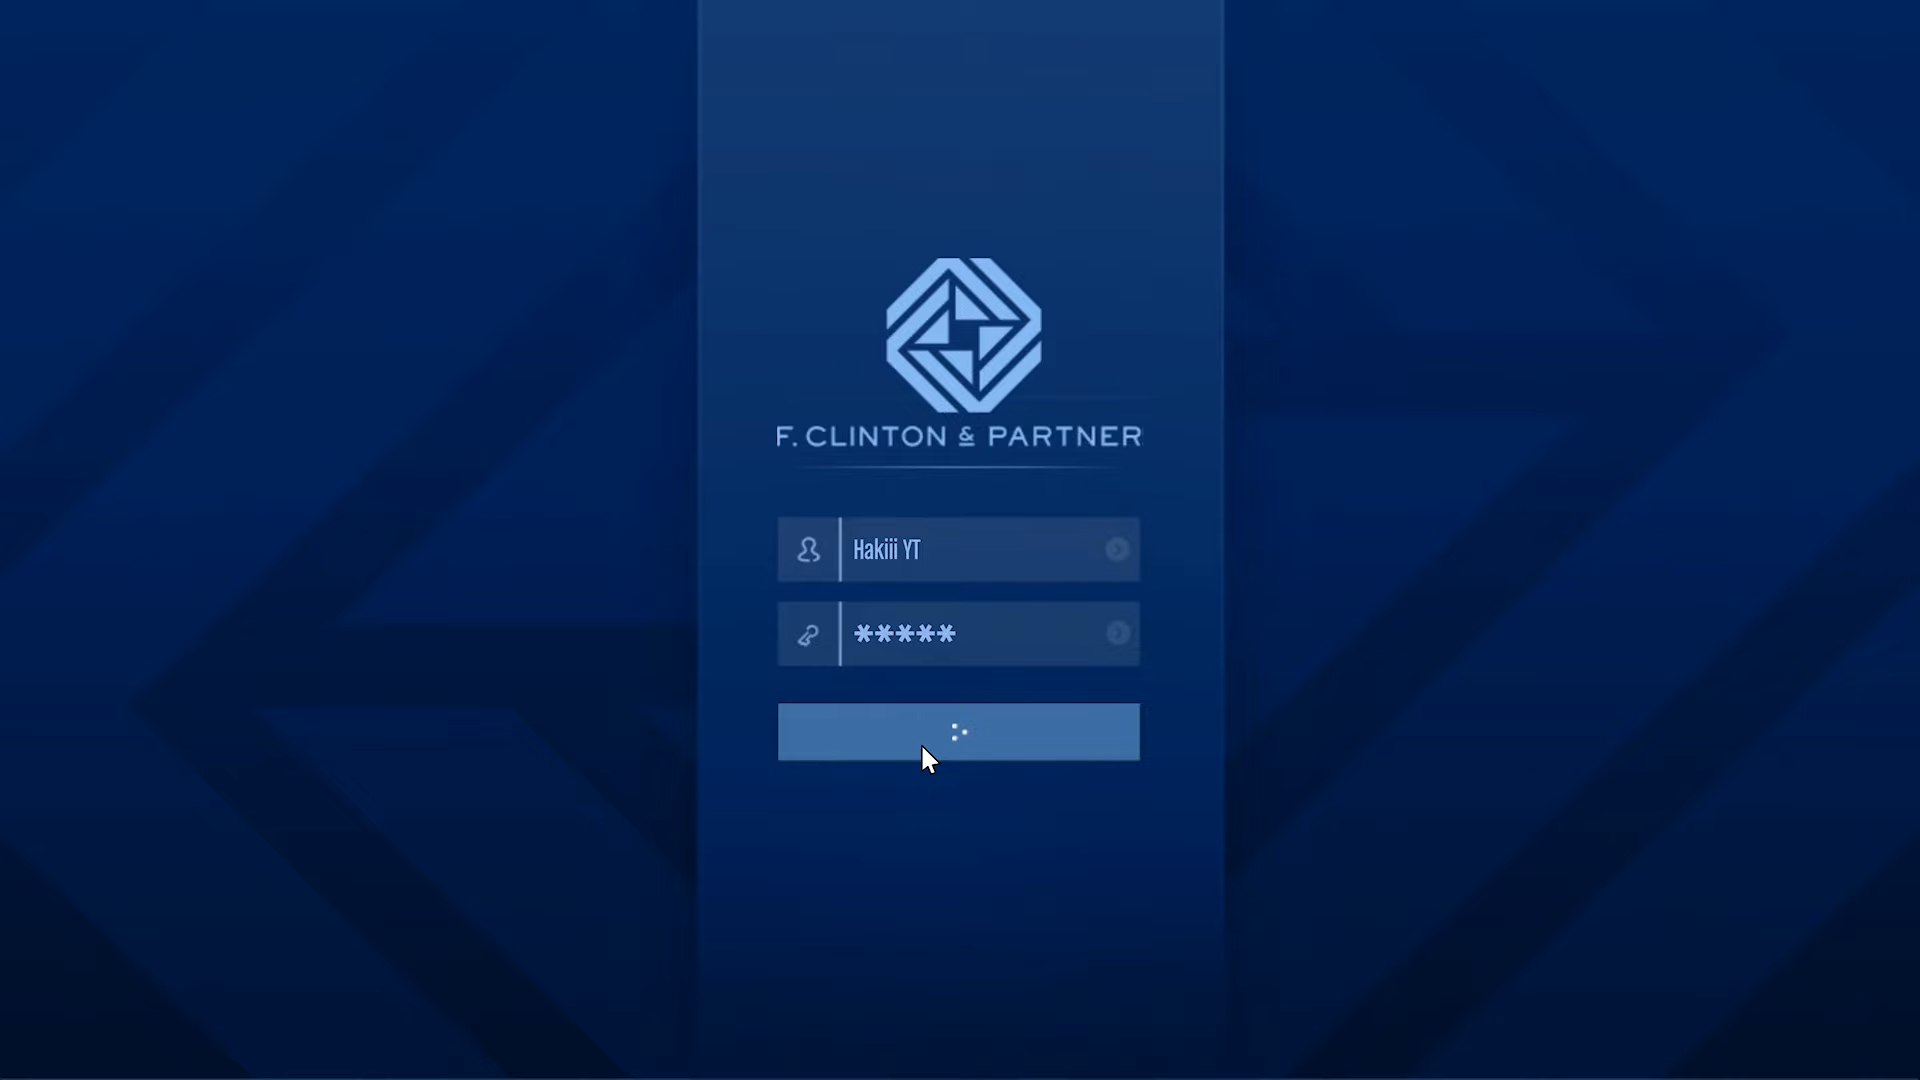 F. CLINTON & PARTNER
Hakiii YT
*****